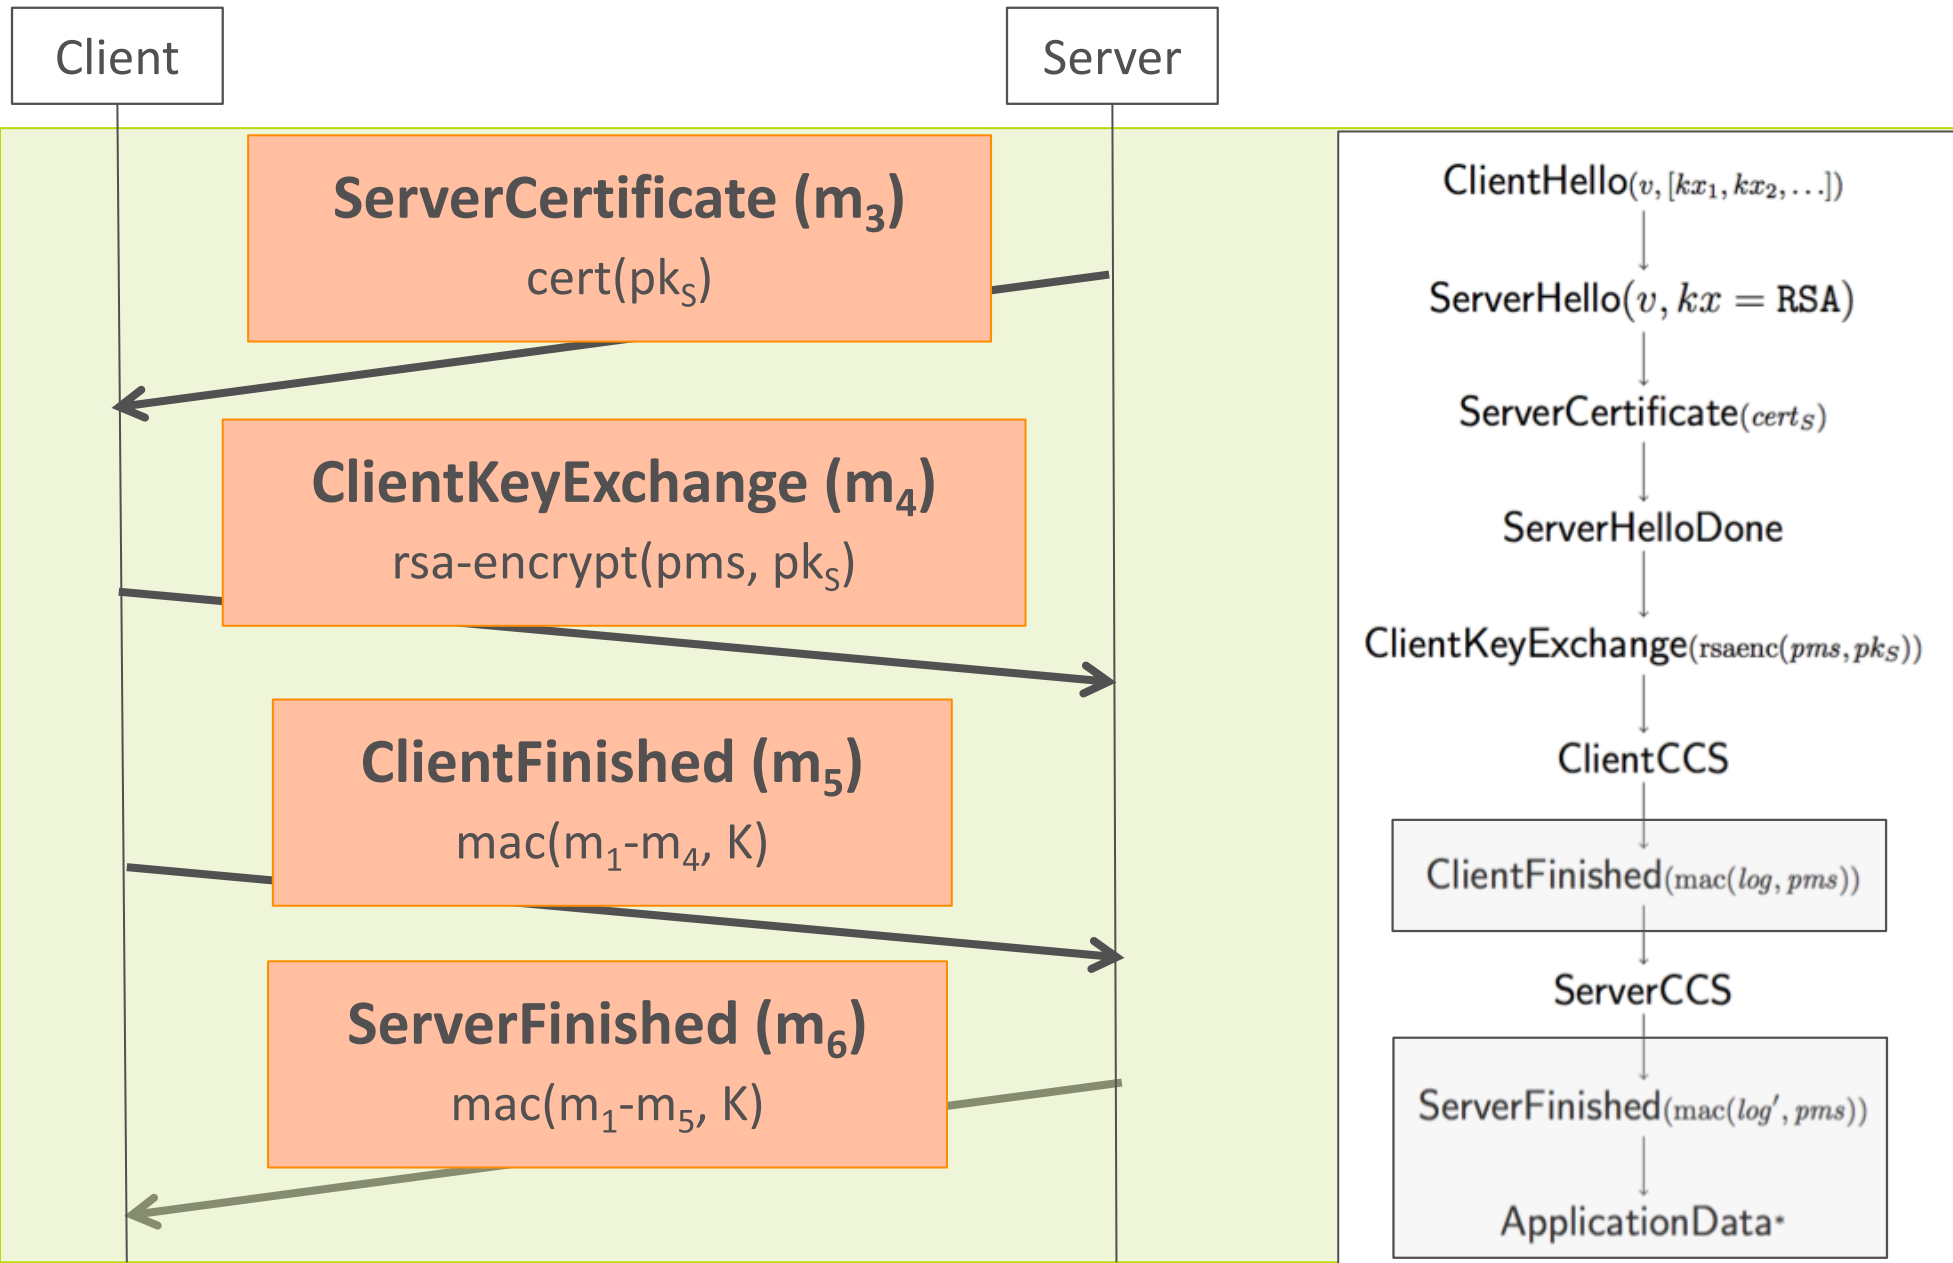 Client
Server
ServerCertificate (m₃)
cert(pkₛ)
ClientKeyExchange (m₄)
rsa-encrypt(pms, pkₛ)
ClientFinished (m₅)
mac(m₁-m₄, K)
ServerFinished (m₆)
mac(m₁-m₅, K)
ClientHello(v, [kx₁, kx₂, . . .])
ServerHello(v, kx = RSA)
ServerCertificate(certₛ)
ServerHelloDone
ClientKeyExchange(rsaenc(pms, pkₛ))
ClientCCS
ClientFinished(mac(log, pms))
ServerCCS
ServerFinished(mac(log′, pms))
ApplicationData*